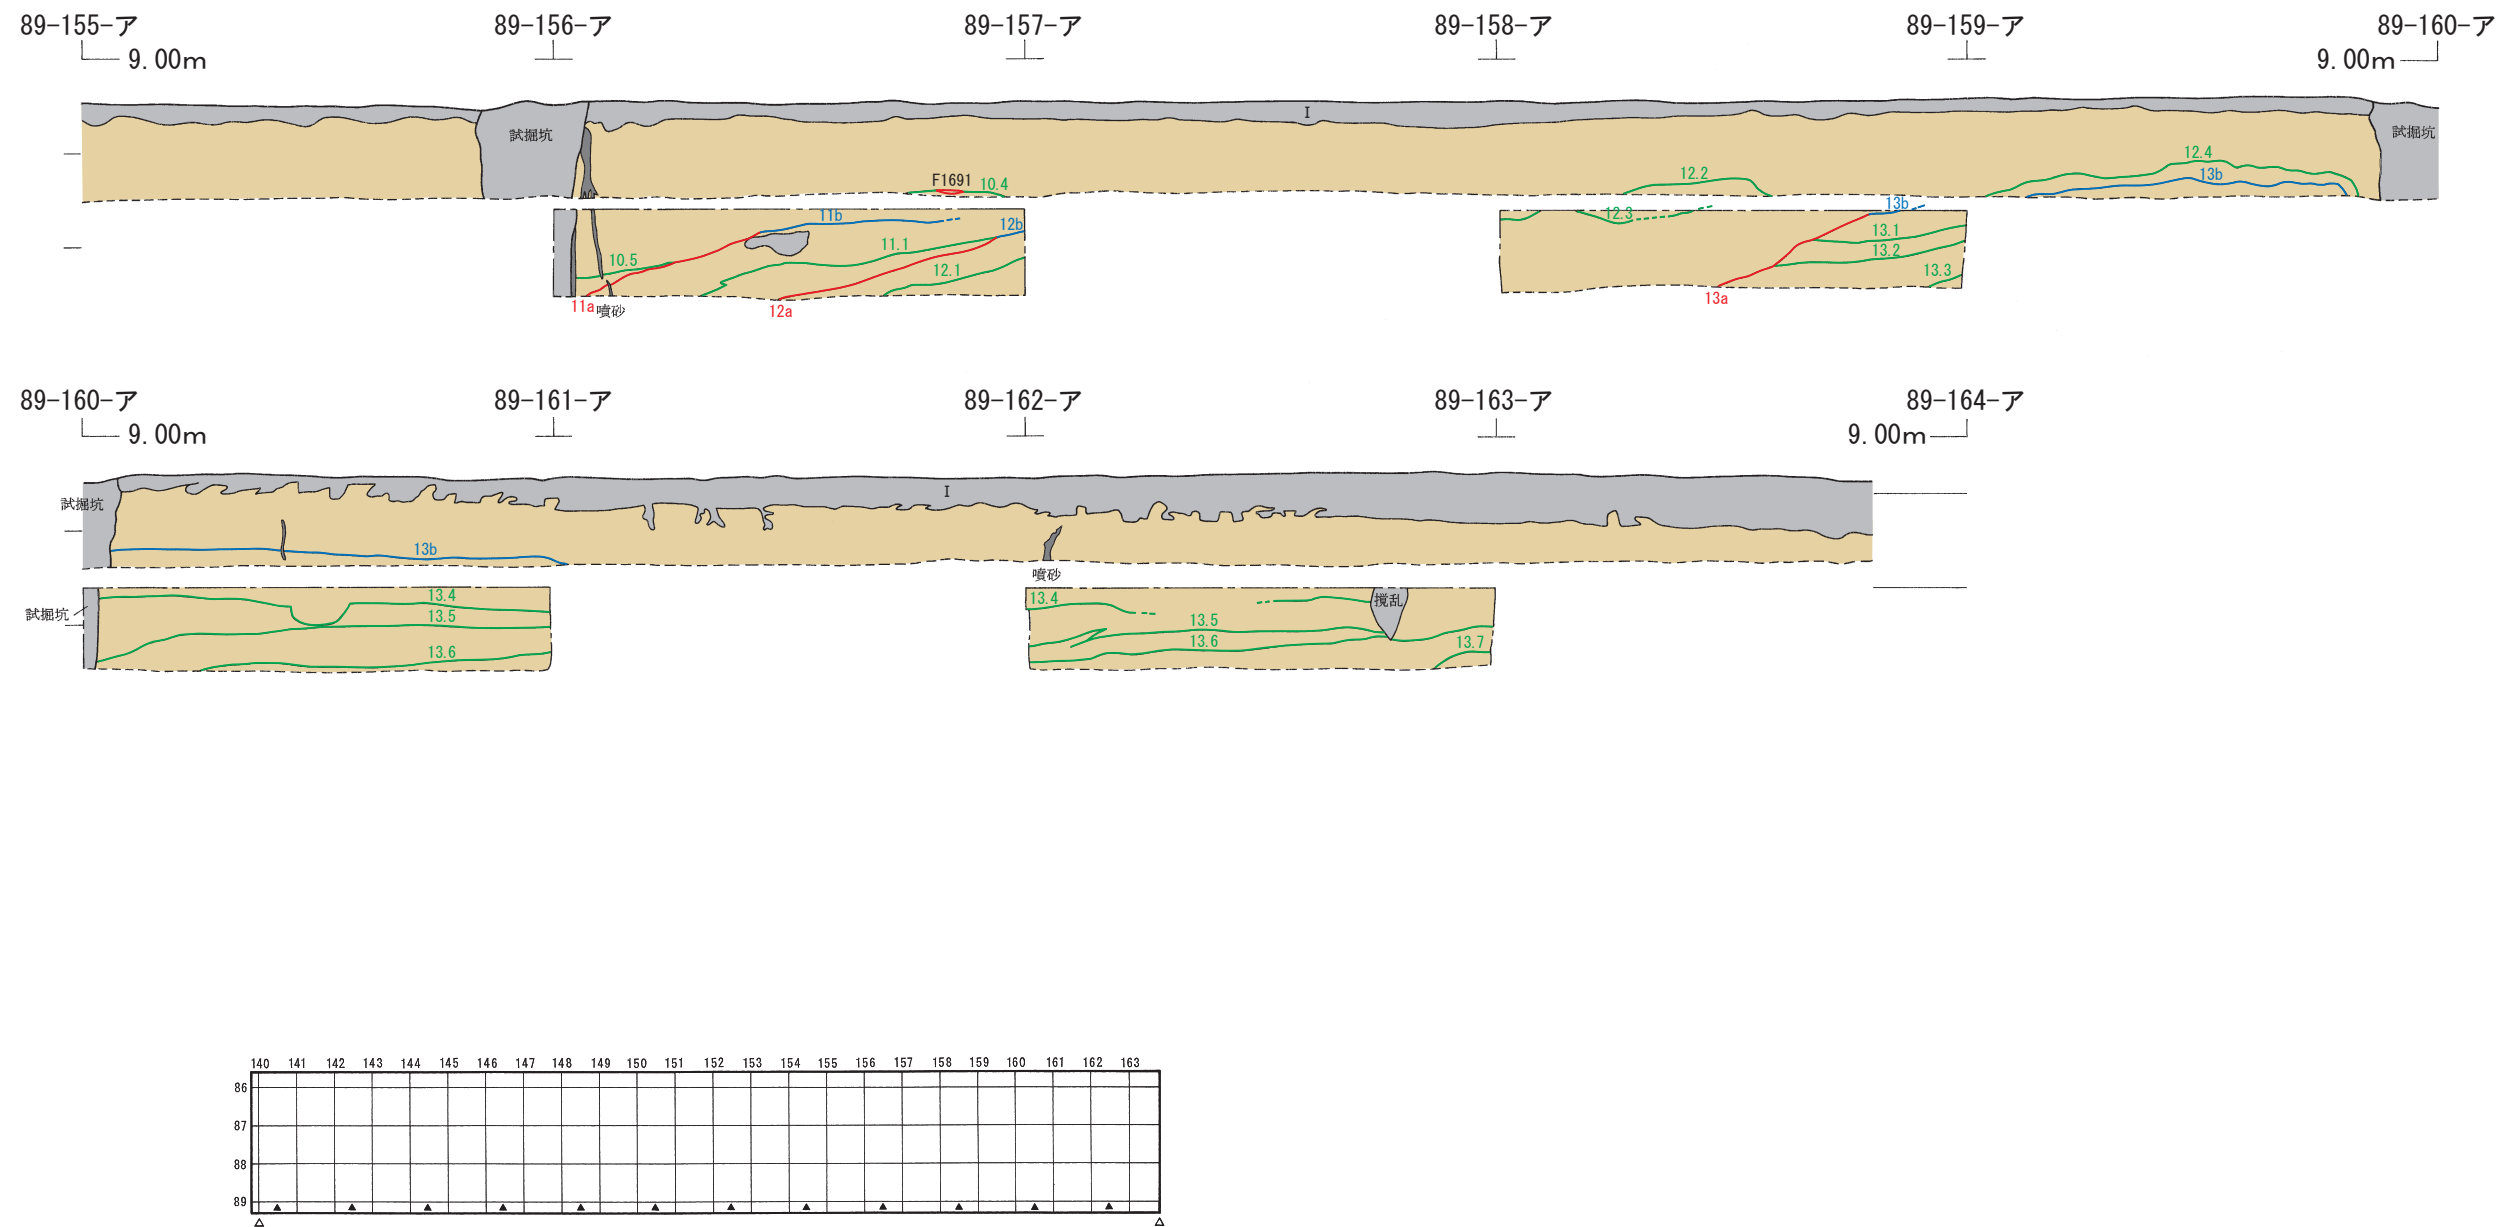 89-155-ア 89-156-ア 89-157-ア 89-158-ア 89-159-ア 89-160-ア
9.00m 9.00m
I
試掘坑 試掘坑
12.4
12.2 13b
F1691 10.4
11b 12.3 13b
12b
11.1 13.1
10.5 12.1 13.2
13.3
11a 噴砂 12a 13a
89-160-ア 89-161-ア 89-162-ア 89-163-ア 89-164-ア
9.00m 9.00m
I
試掘坑
13b
噴砂
13.4 13.4 撹乱
試掘坑 13.5 13.5
13.6 13.6 13.7
140 141 142 143 144 145 146 147 148 149 150 151 152 153 154 155 156 157 158 159 160 161 162 163
86
87
88
89